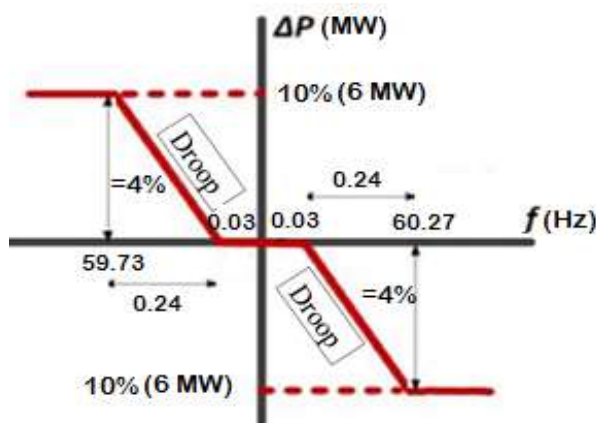 ΔP (MW)
10% (6 MW)
Droop
=4%
0.24
0.03
0.03
60.27
f (Hz)
59.73
0.24
Droop
=4%
10% (6 MW)